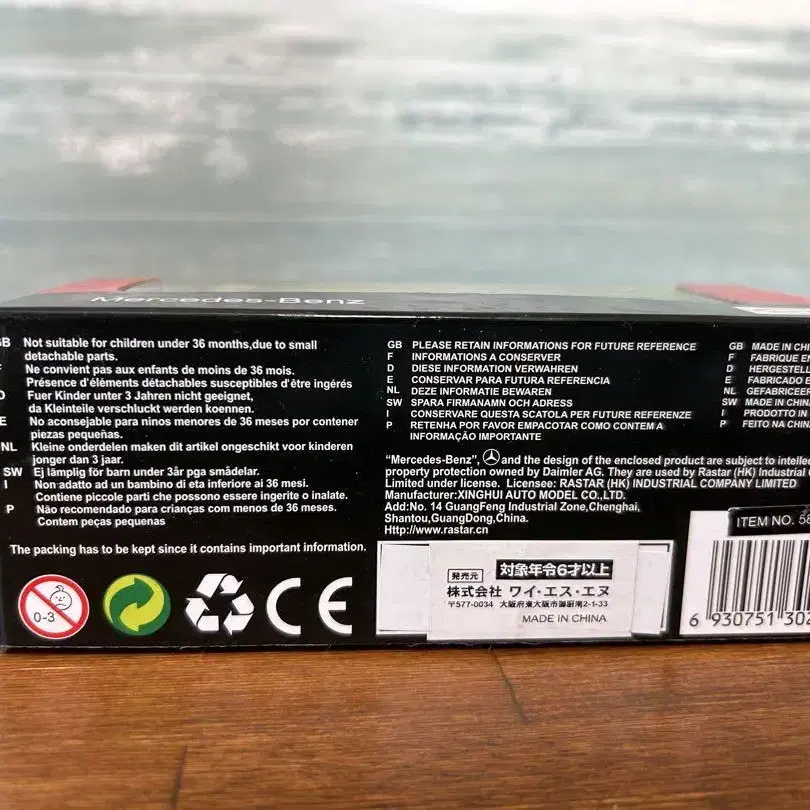 Mercedes-Benz
GB Not suitable for children under 36 months,due to small
detachable parts.
F Ne convient pas aux enfants de moins de 36 mois.
Présence d'éléments détachables susceptibles d'être ingérés
D Fuer Kinder unter 3 Jahren nicht geeignet,
da Kleinteile verschluckt werden koennen.
E No aconsejable para ninos menores de 36 meses por contener
piezas pequeñas.
NL Kleine onderdelen maken dit artikel ongeschikt voor kinderen
jonger dan 3 jaar.
SW Ej lämplig för barn under 3år pga smådelar.
I Non adatto ad un bambino di eta inferiore ai 36 mesi.
Contiene piccole parti che possono essere ingerite o inalate.
P Não recomendado para crianças com menos de 36 meses.
Contem peças pequenas
The packing has to be kept since it contains important information.
0-3
CE
GB PLEASE RETAIN INFORMATIONS FOR FUTURE REFERENCE
F INFORMATIONS A CONSERVER
D DIESE INFORMATION VERWAHREN
E CONSERVAR PARA FUTURA REFERENCIA
NL DEZE INFORMATIE BEWAREN
SW SPARA FIRMANAMN OCH ADRESS
I CONSERVARE QUESTA SCATOLA PER FUTURE REFERENZE
P RETENHA POR FAVOR EMPACOTAR COMO CONTEM A
INFORMAÇÃO IMPORTANTE
"Mercedes-Benz", and the design of the enclosed product are subject to intelle
property protection owned by Daimler AG. They are used by Rastar (HK) Industrial
Limited under license. Licensee: RASTAR (HK) INDUSTRIAL COMPANY LIMITED
Manufacturer:XINGHUI AUTO MODEL CO.,LTD.
Add:No. 14 GuangFeng Industrial Zone,Chenghai,
Shantou,GuangDong,China.
Http://www.rastar.cn
発売元 対象年令6才以上
株式会社 ワイ・エス・エヌ
〒577-0034 大阪府東大阪市御厨南2-1-33
MADE IN CHINA
GB MADE IN CHI
F FABRIQUE EN
D HERGESTELL
E FABRICADO
NL GEFABRICEER
SW MADE IN CHINA
I PRODOTTO IN
P FEITO NA CHIN
ITEM NO. 58
6 930751 302